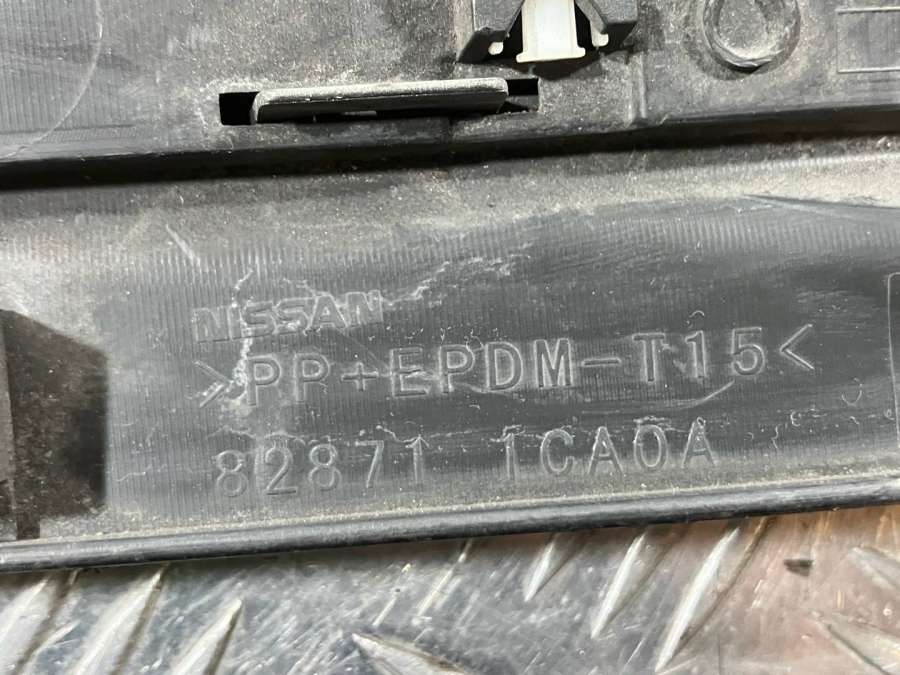 NISSAN
>PP+EPDM-T15<
82871 1CA0A